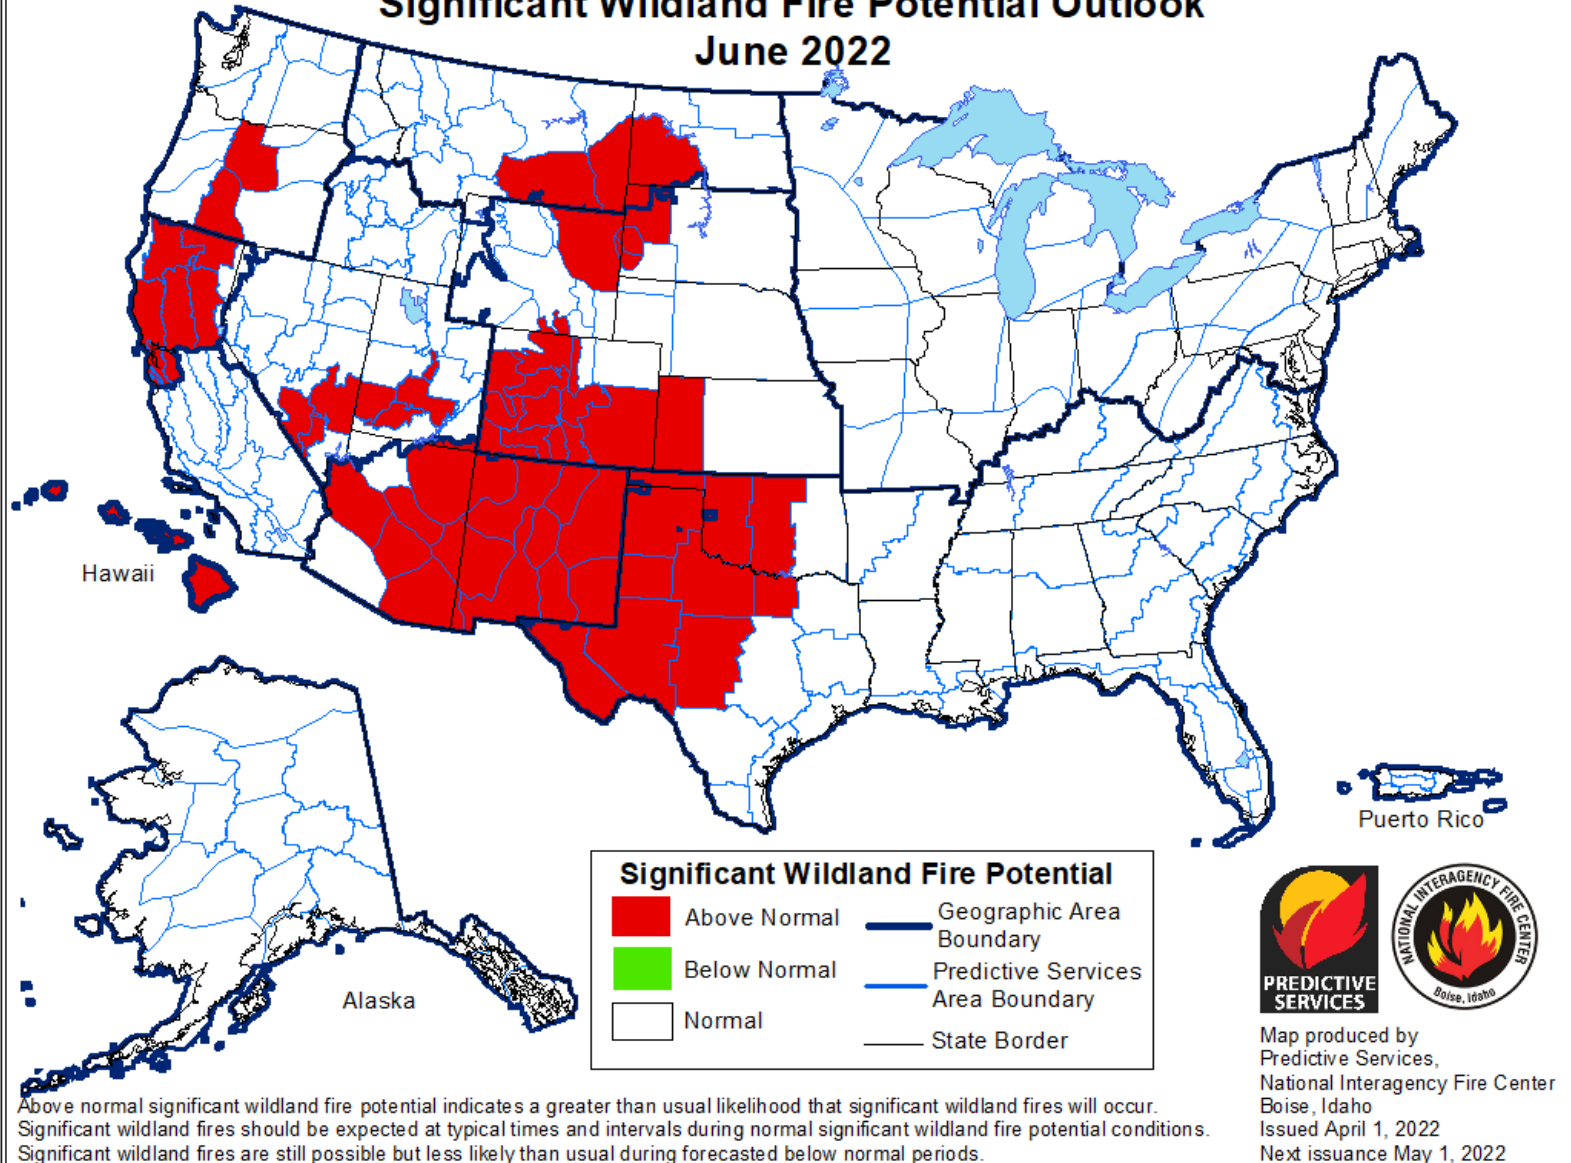 Significant Wildland Fire Potential Outlook
June 2022
Hawaii
Alaska
Puerto Rico
Significant Wildland Fire Potential
Above Normal
Below Normal
Normal
Geographic Area
Boundary
Predictive Services
Area Boundary
State Border
PREDICTIVE
SERVICES
NATIONAL INTERAGENCY FIRE CENTER
Boise, Idaho
Map produced by
Predictive Services,
National Interagency Fire Center
Boise, Idaho
Issued April 1, 2022
Next issuance May 1, 2022
Above normal significant wildland fire potential indicates a greater than usual likelihood that significant wildland fires will occur.
Significant wildland fires should be expected at typical times and intervals during normal significant wildland fire potential conditions.
Significant wildland fires are still possible but less likely than usual during forecasted below normal periods.